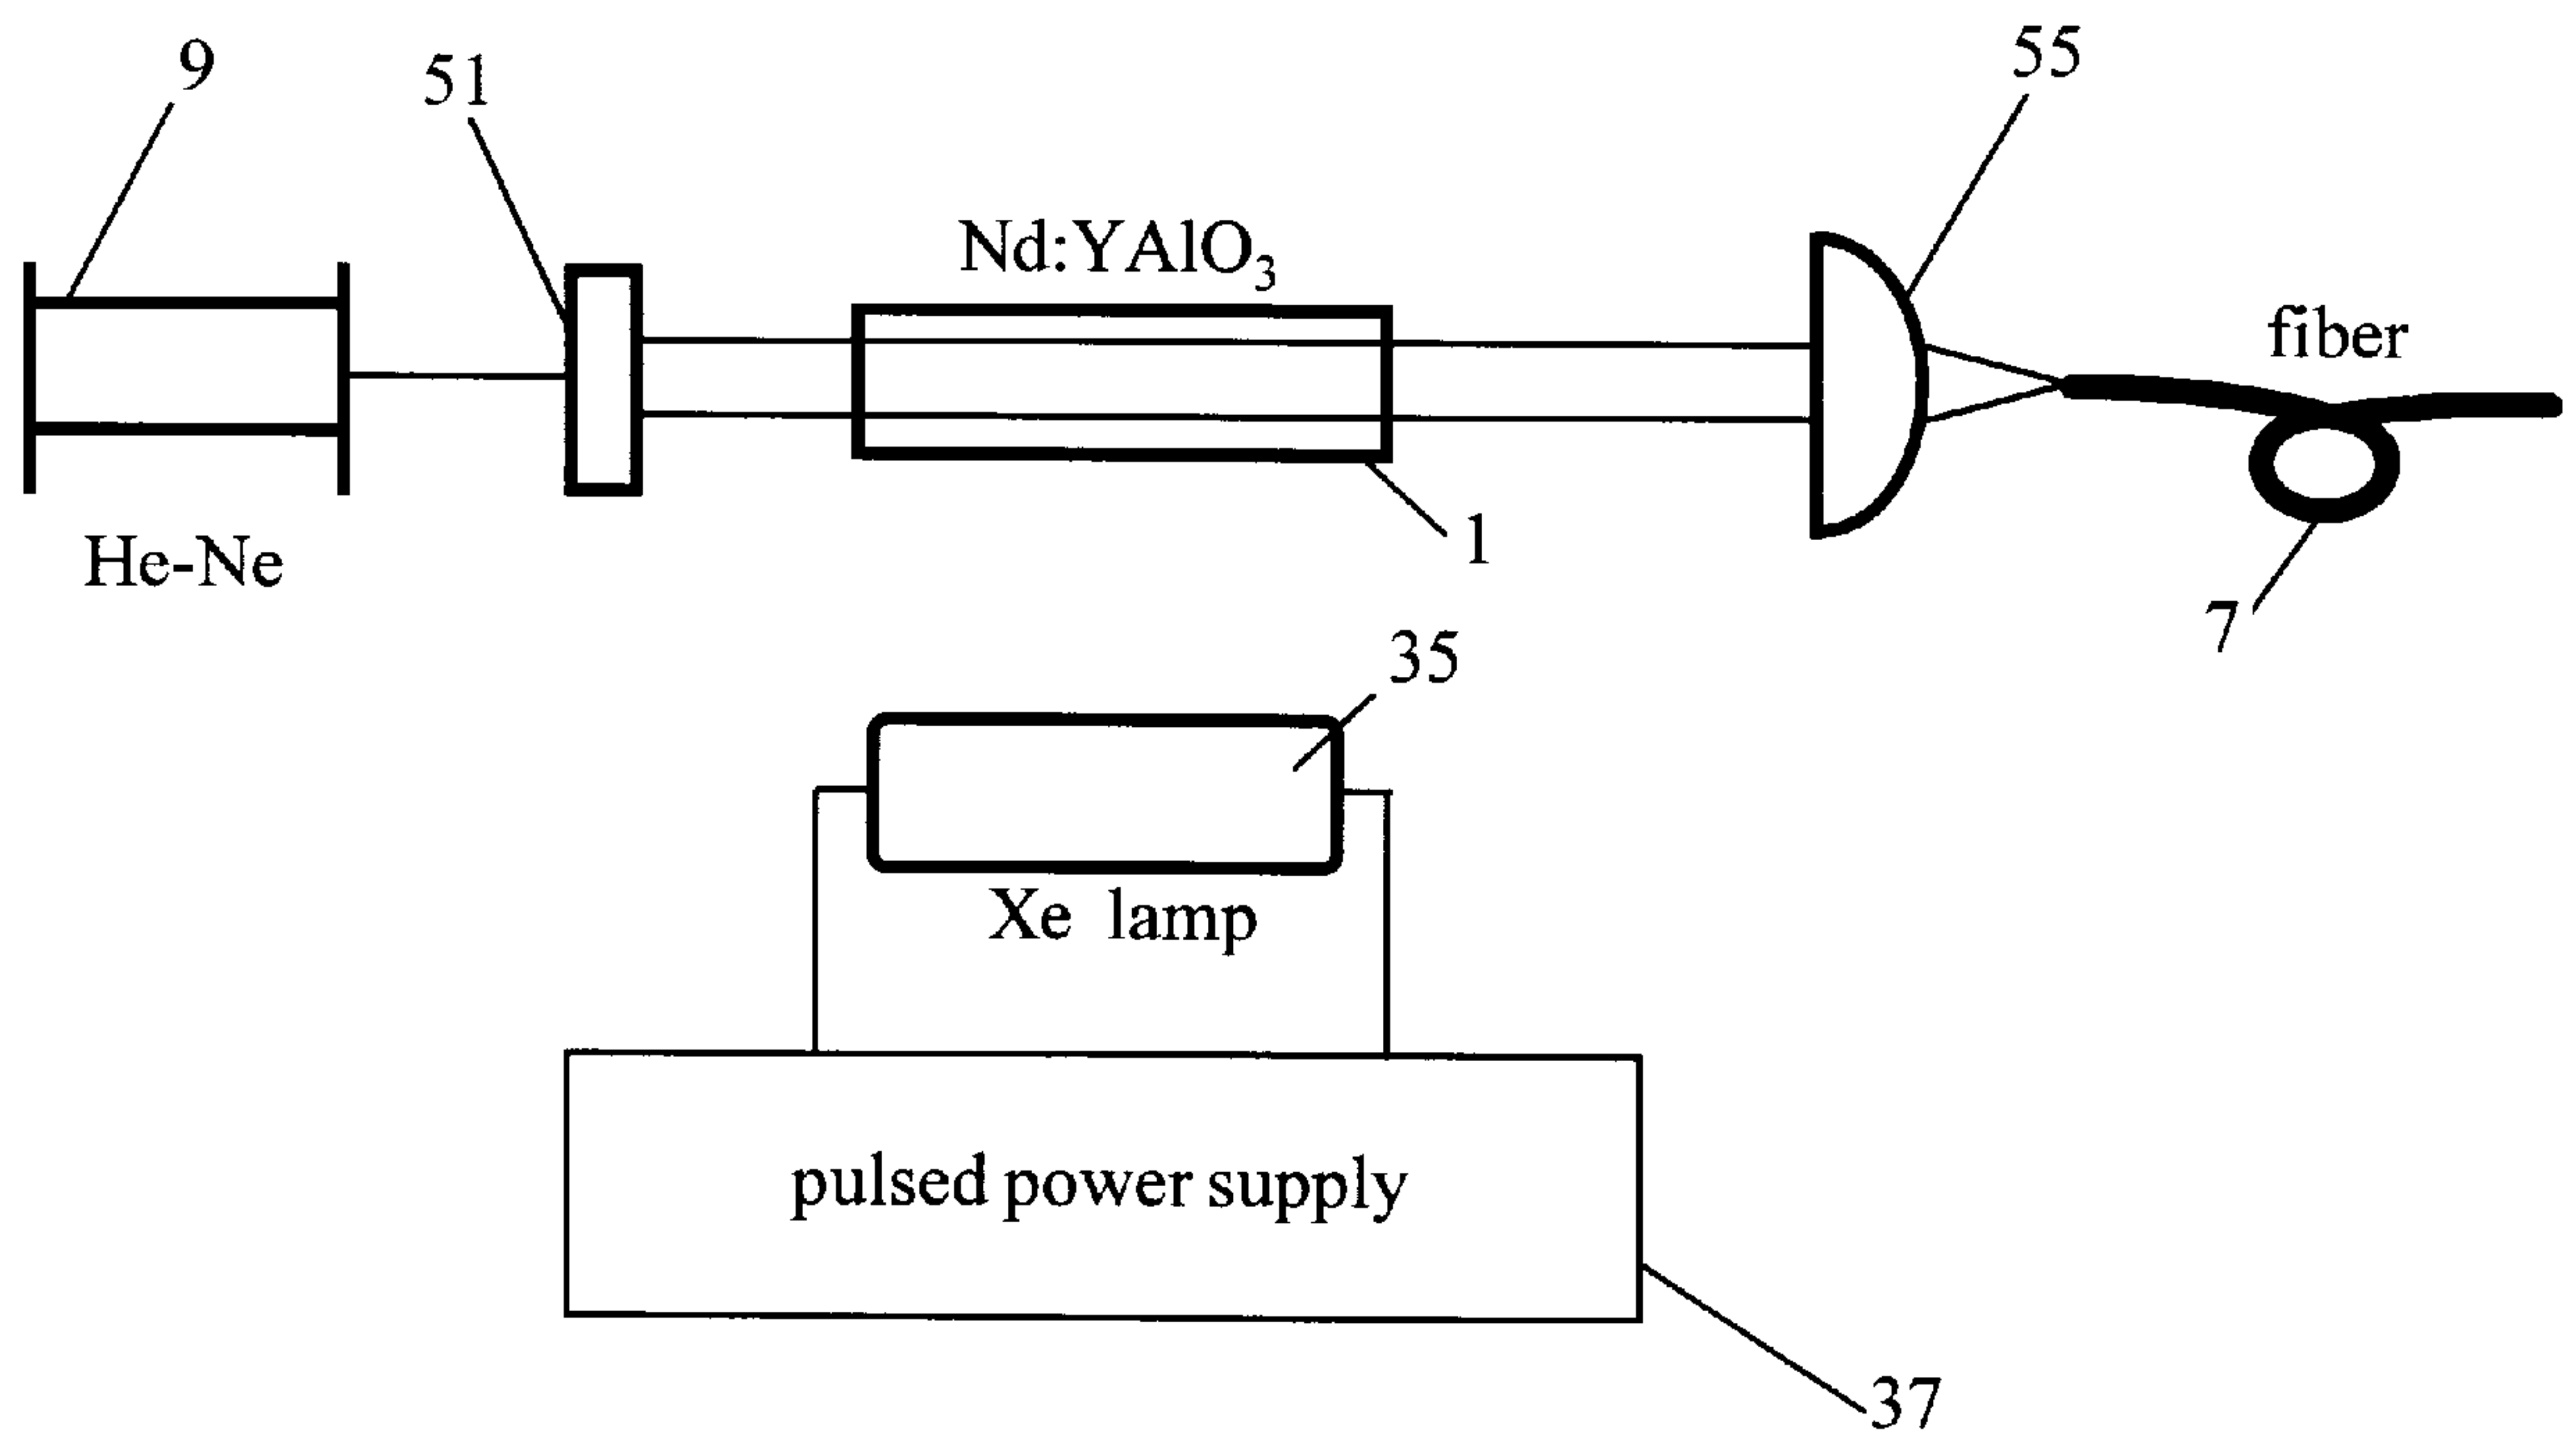 9
51
55
Nd:YAlO₃
fiber
1
He-Ne
7
35
Xe lamp
pulsed power supply
37